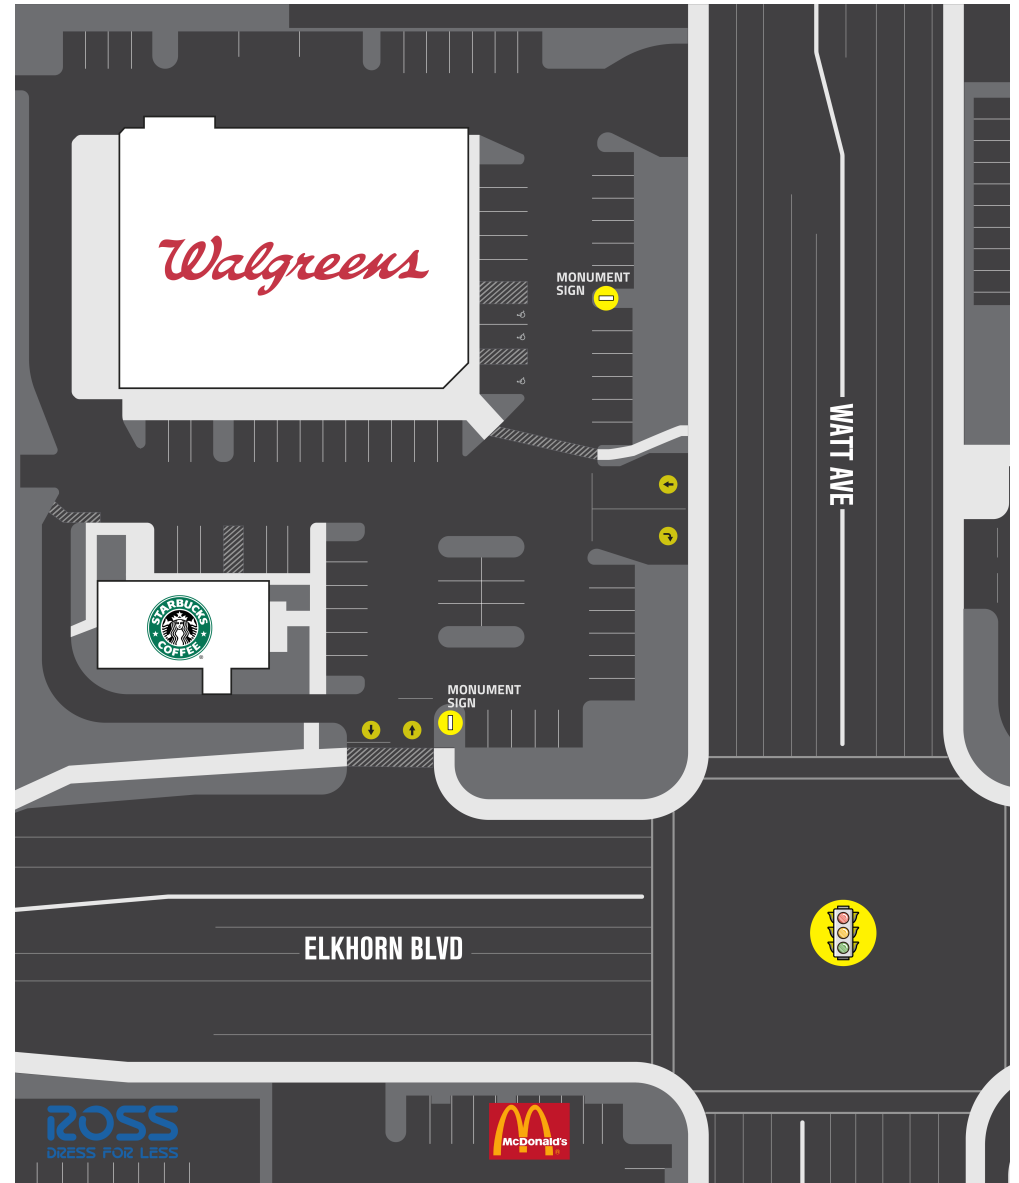 Walgreens
MONUMENT
SIGN
WATT AVE
STARBUCKS
COFFEE
®
MONUMENT
SIGN
ELKHORN BLVD
ROSS
DRESS FOR LESS
McDonald's
®